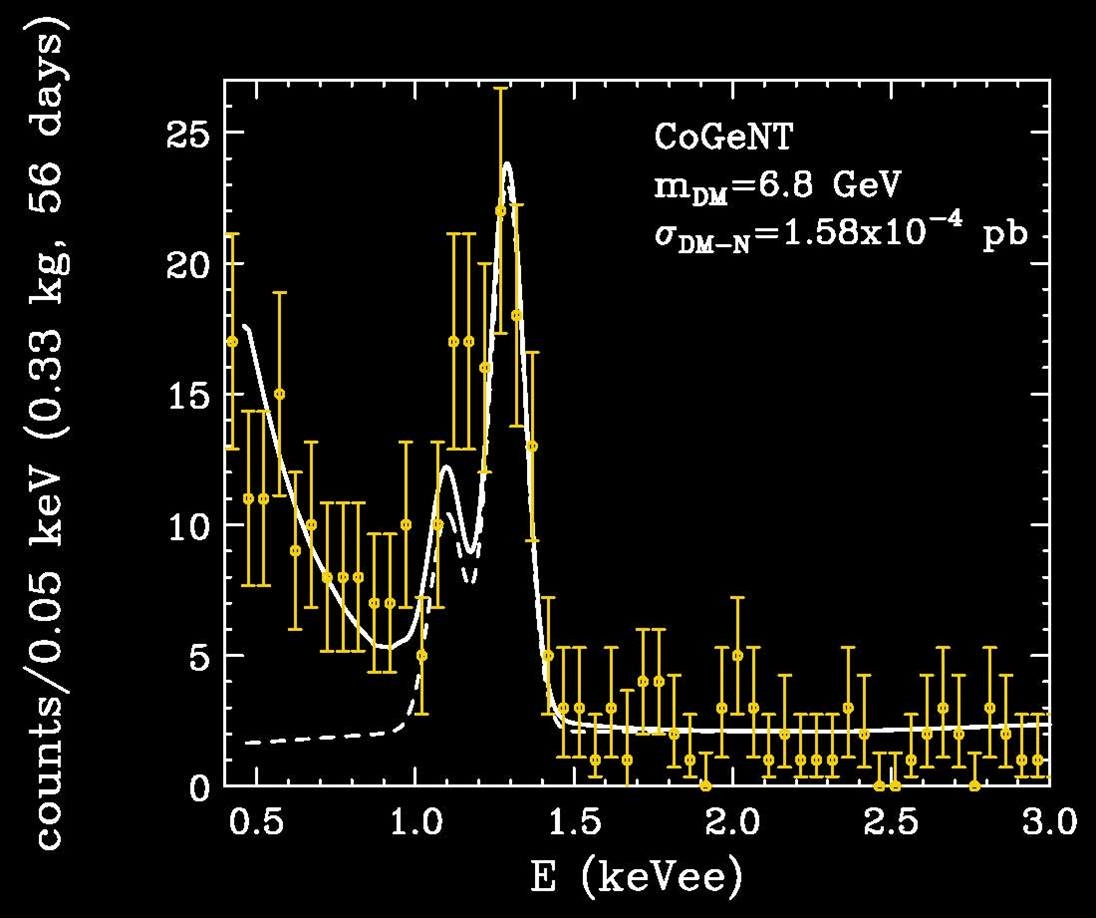 counts/0.05 keV (0.33 kg, 56 days)
25
20
15
10
5
0
CoGeNT
mDM=6.8 GeV
σDM−N=1.58x10−4 pb
0.5 1.0 1.5 2.0 2.5 3.0
E (keVee)